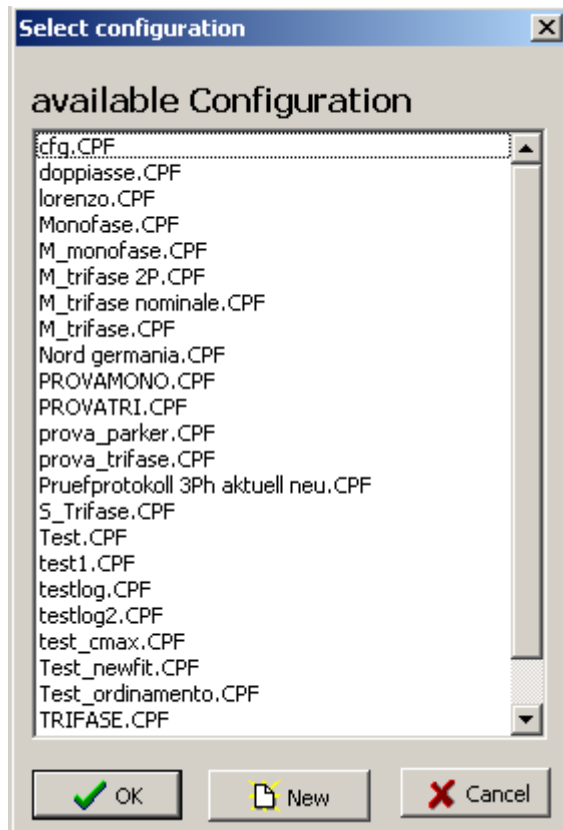 Select configuration
available Configuration
cfg.CPF
doppiasse.CPF
lorenzo.CPF
Monofase.CPF
M_monofase.CPF
M_trifase 2P.CPF
M_trifase nominale.CPF
M_trifase.CPF
Nord germania.CPF
PROVAMONO.CPF
PROVATRI.CPF
prova_parker.CPF
prova_trifase.CPF
Pruefprotokoll 3Ph aktuell neu.CPF
S_Trifase.CPF
Test.CPF
test1.CPF
testlog.CPF
testlog2.CPF
test_cmax.CPF
Test_newfit.CPF
Test_ordinamento.CPF
TRIFASE.CPF
OK New Cancel